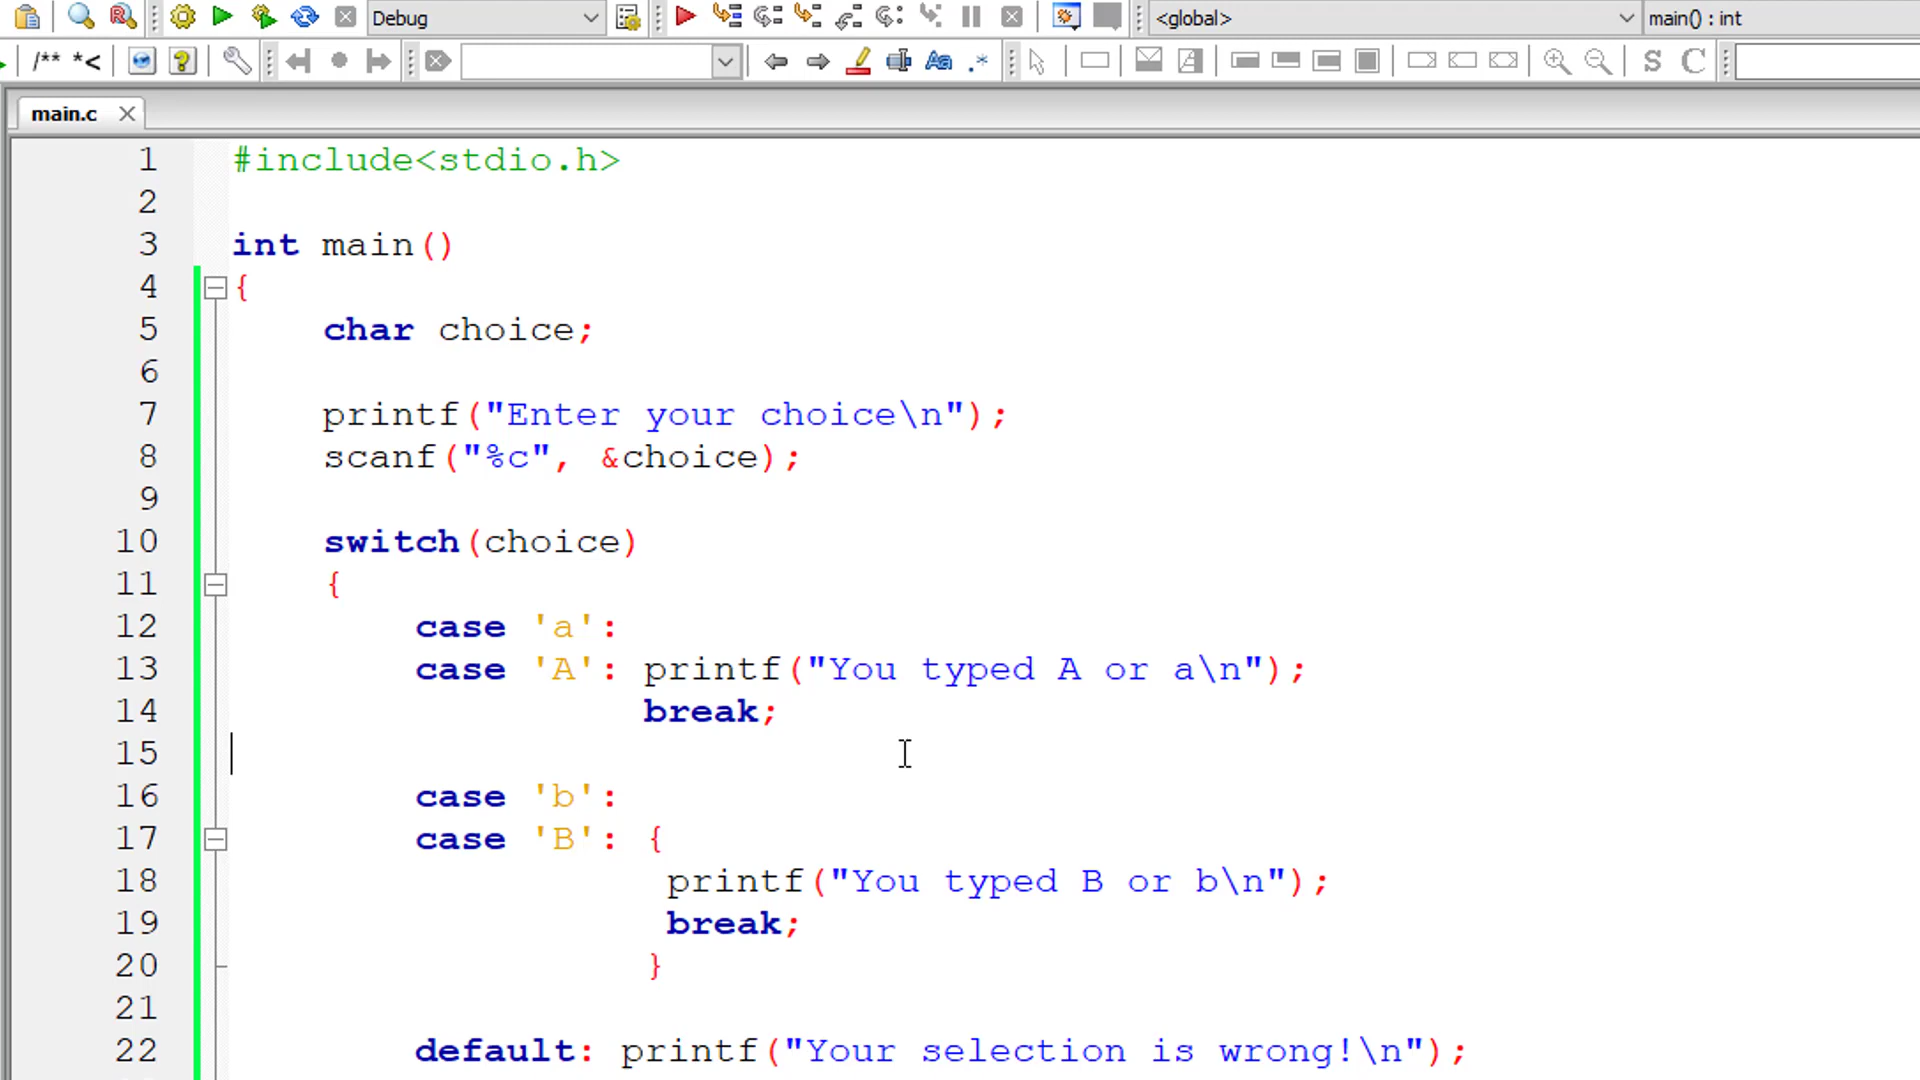 Debug
<global>
main() : int
/** *<
Aa
.*
S
C
main.c
1 #include<stdio.h>
2
3 int main()
4 {
5 char choice;
6
7 printf("Enter your choice\n");
8 scanf("%c", &choice);
9
10 switch(choice)
11 {
12 case 'a':
13 case 'A': printf("You typed A or a\n");
14 break;
15
16 case 'b':
17 case 'B': {
18 printf("You typed B or b\n");
19 break;
20 }
21
22 default: printf("Your selection is wrong!\n");